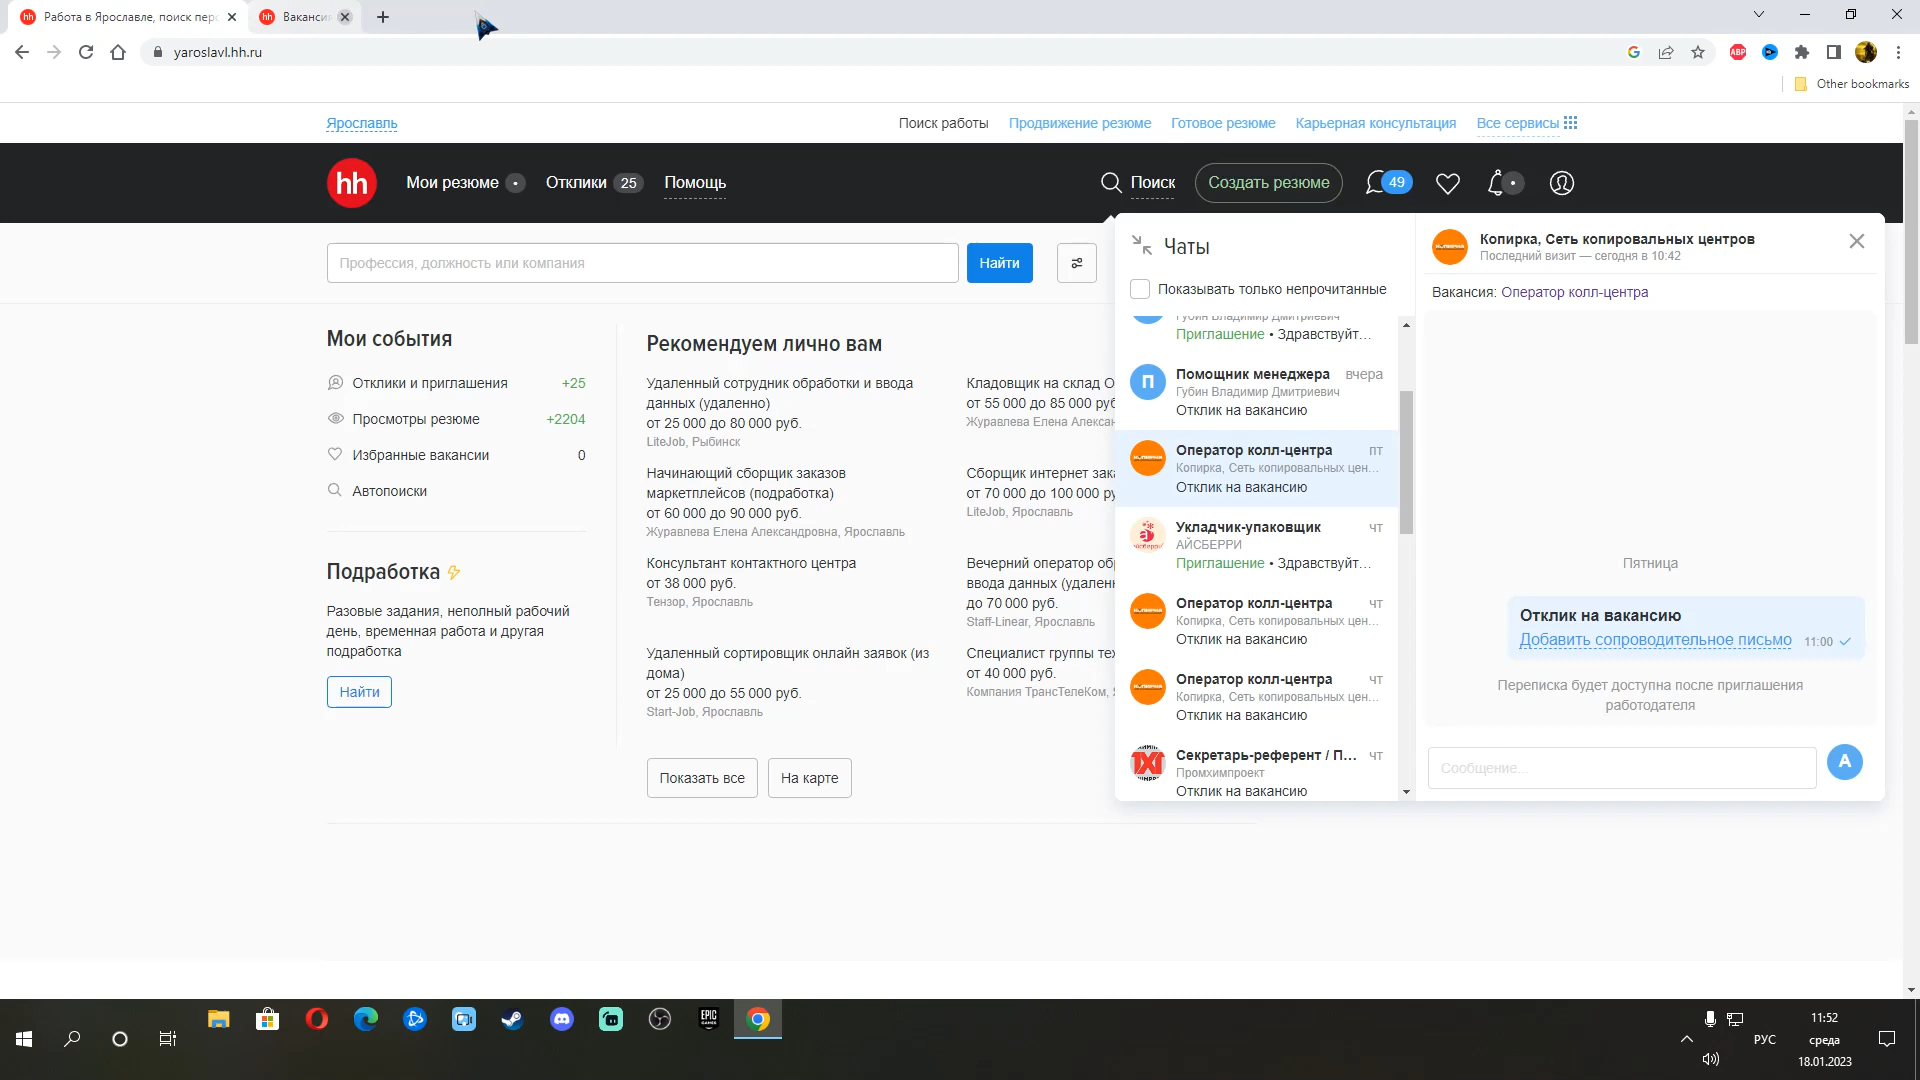 Работа в Ярославле, поиск перс
Вакансия
yaroslavl.hh.ru
ABP
Other bookmarks
Ярославль
Поиск работы
Продвижение резюме
Готовое резюме
Карьерная консультация
Все сервисы
hh
Мои резюме
Отклики 25
Помощь
Поиск
Создать резюме
49
Профессия, должность или компания
Найти
Мои события
Отклики и приглашения +25
Просмотры резюме +2204
Избранные вакансии 0
Автопоиски
Подработка
Разовые задания, неполный рабочий
день, временная работа и другая
подработка
Найти
Рекомендуем лично вам
Удаленный сотрудник обработки и ввода
данных (удаленно)
от 25 000 до 80 000 руб.
LiteJob, Рыбинск
Начинающий сборщик заказов
маркетплейсов (подработка)
от 60 000 до 90 000 руб.
Журавлева Елена Александровна, Ярославль
Консультант контактного центра
от 38 000 руб.
Тензор, Ярославль
Удаленный сортировщик онлайн заявок (из
дома)
от 25 000 до 55 000 руб.
Start-Job, Ярославль
Кладовщик на склад О
от 55 000 до 85 000 руб
Журавлева Елена Алексан
Сборщик интернет зака
от 70 000 до 100 000 ру
LiteJob, Ярославль
Вечерний оператор об
ввода данных (удален
до 70 000 руб.
Staff-Linear, Ярославль
Специалист группы тех
от 40 000 руб.
Компания ТрансТелеКом,
Показать все
На карте
Чаты
Показывать только непрочитанные
Губин Владимир Дмитриевич
Приглашение • Здравствуйт...
П
Помощник менеджера вчера
Губин Владимир Дмитриевич
Отклик на вакансию
Оператор колл-центра пт
Копирка, Сеть копировальных цен...
Отклик на вакансию
Укладчик-упаковщик чт
АЙСБЕРРИ
Приглашение • Здравствуйт...
Оператор колл-центра чт
Копирка, Сеть копировальных цен...
Отклик на вакансию
Оператор колл-центра чт
Копирка, Сеть копировальных цен...
Отклик на вакансию
Секретарь-референт / П... чт
Промхимпроект
Отклик на вакансию
Копирка, Сеть копировальных центров
Последний визит — сегодня в 10:42
Вакансия: Оператор колл-центра
Пятница
Отклик на вакансию
Добавить сопроводительное письмо 11:00
Переписка будет доступна после приглашения
работодателя
Сообщение...
А
EPIC
GAMES
РУС
11:52
среда
18.01.2023